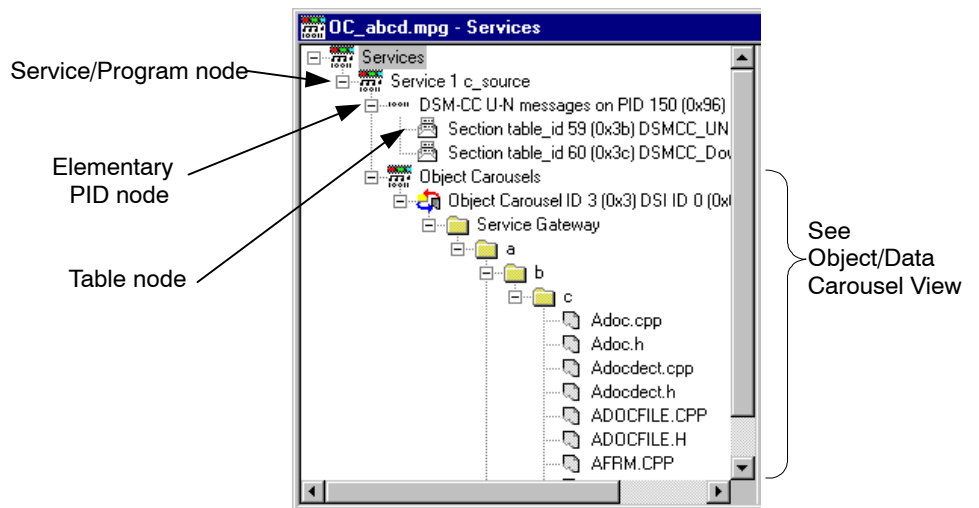 OC_abcd.mpg - Services
Services
Service/Program node
Service 1 c_source
DSM-CC U-N messages on PID 150 (0x96)
Section table_id 59 (0x3b) DSMCC_UN
Section table_id 60 (0x3c) DSMCC_Dow
Elementary
PID node
Table node
Object Carousels
Object Carousel ID 3 (0x3) DSI ID 0 (0x
Service Gateway
a
b
c
Adoc.cpp
Adoc.h
Adocdect.cpp
Adocdect.h
ADOCFILE.CPP
ADOCFILE.H
AFRM.CPP
See
Object/Data
Carousel View